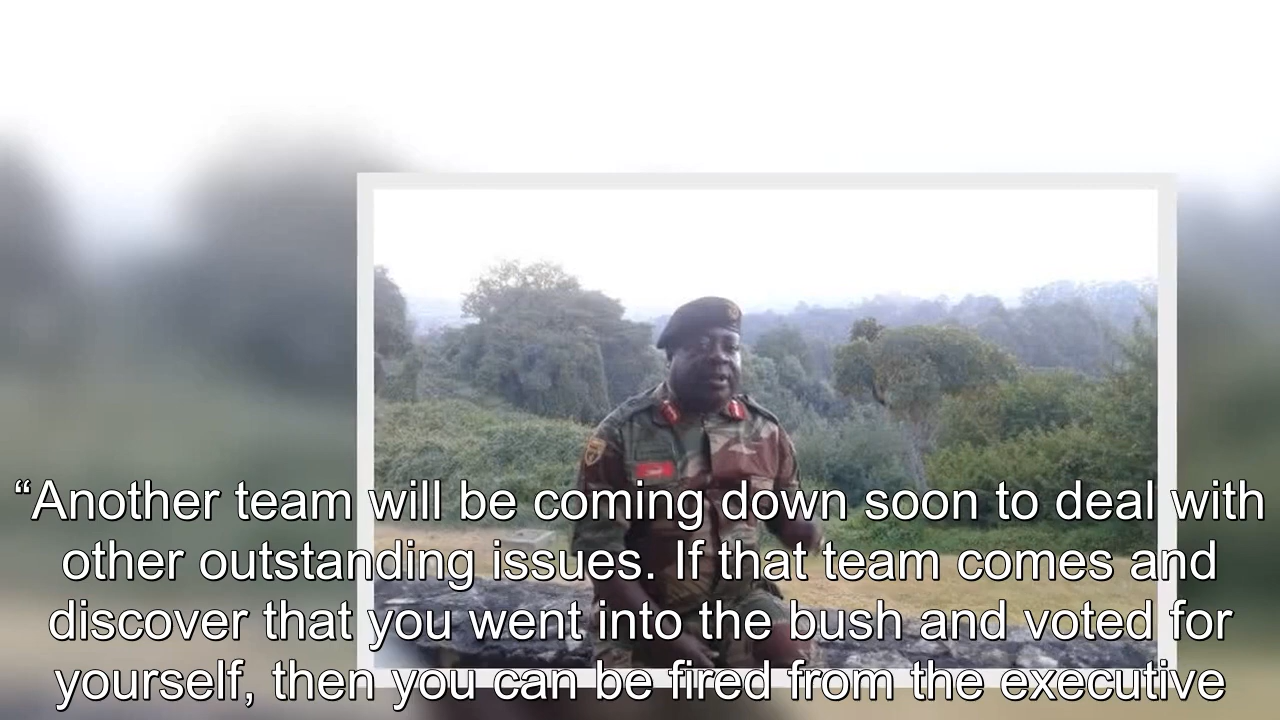 “Another team will be coming down soon to deal with
other outstanding issues. If that team comes and
discover that you went into the bush and voted for
yourself, then you can be fired from the executive